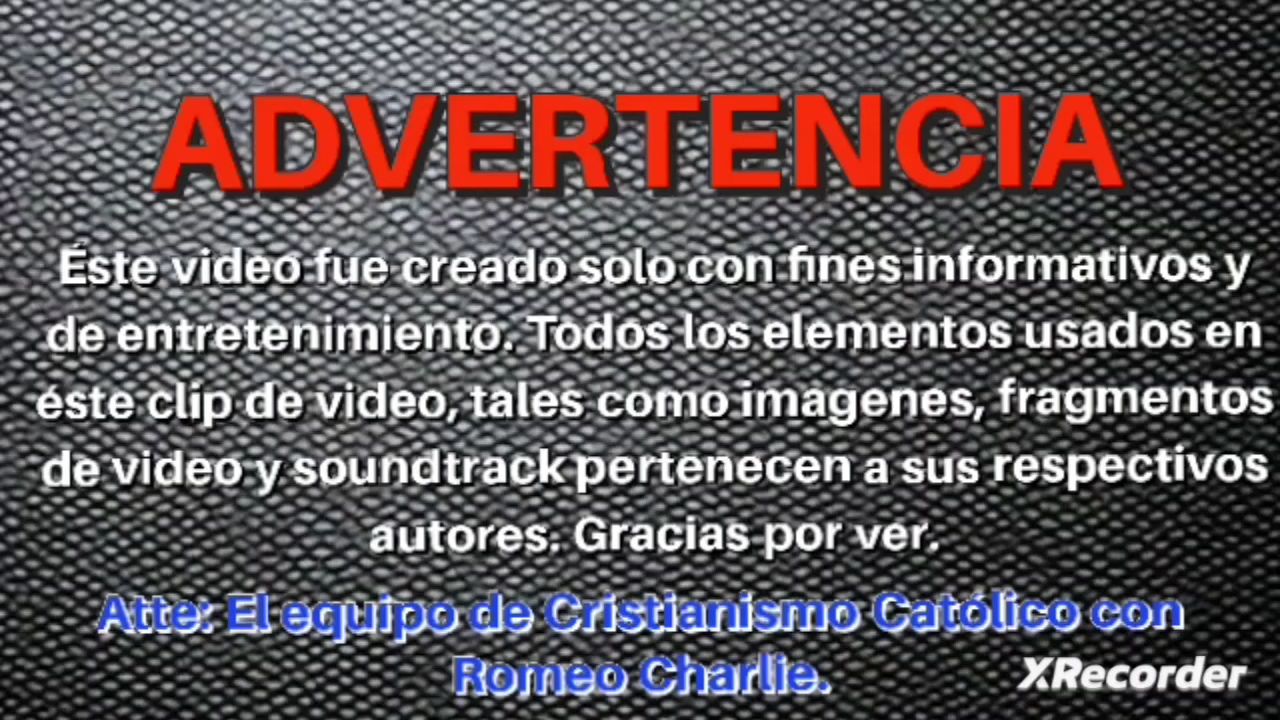 ADVERTENCIA
Éste video fue creado solo con fines informativos y
de entretenimiento. Todos los elementos usados en
éste clip de video, tales como imagenes, fragmentos
de video y soundtrack pertenecen a sus respectivos
autores. Gracias por ver.
Atte: El equipo de Cristianismo Católico con
Romeo Charlie.
XRecorder